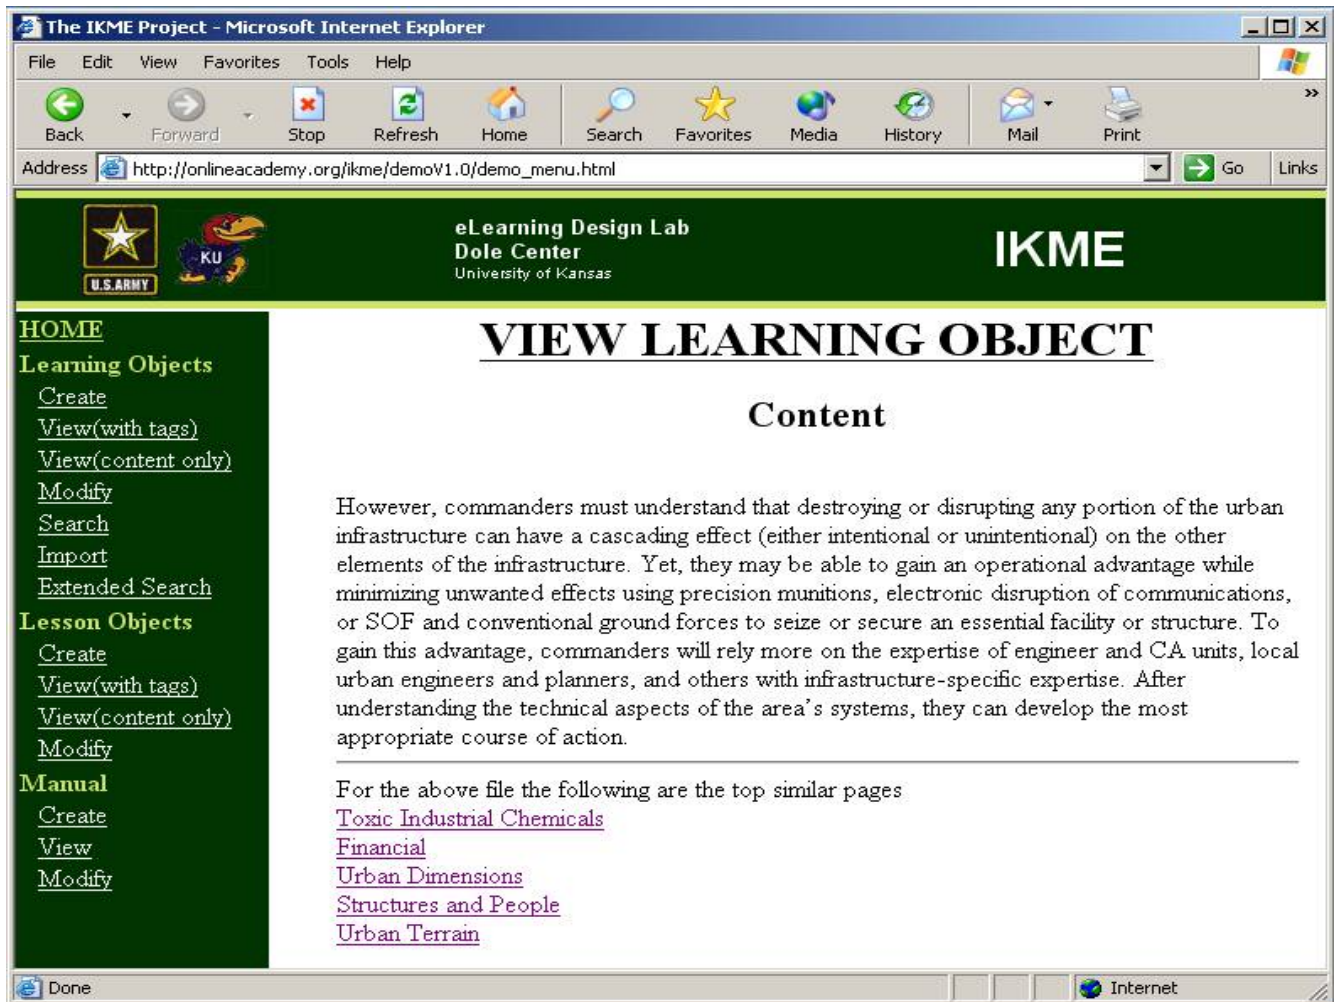 The IKME Project - Microsoft Internet Explorer
File Edit View Favorites Tools Help
Back Forward Stop Refresh Home Search Favorites Media History Mail Print »
Address http://onlineacademy.org/ikme/demoV1.0/demo_menu.html Go Links
U.S.ARMY KU
eLearning Design Lab
Dole Center
University of Kansas
IKME
HOME
Learning Objects
Create
View(with tags)
View(content only)
Modify
Search
Import
Extended Search
Lesson Objects
Create
View(with tags)
View(content only)
Modify
Manual
Create
View
Modify
VIEW LEARNING OBJECT
Content
However, commanders must understand that destroying or disrupting any portion of the urban
infrastructure can have a cascading effect (either intentional or unintentional) on the other
elements of the infrastructure. Yet, they may be able to gain an operational advantage while
minimizing unwanted effects using precision munitions, electronic disruption of communications,
or SOF and conventional ground forces to seize or secure an essential facility or structure. To
gain this advantage, commanders will rely more on the expertise of engineer and CA units, local
urban engineers and planners, and others with infrastructure-specific expertise. After
understanding the technical aspects of the area's systems, they can develop the most
appropriate course of action.
For the above file the following are the top similar pages
Toxic Industrial Chemicals
Financial
Urban Dimensions
Structures and People
Urban Terrain
Done Internet